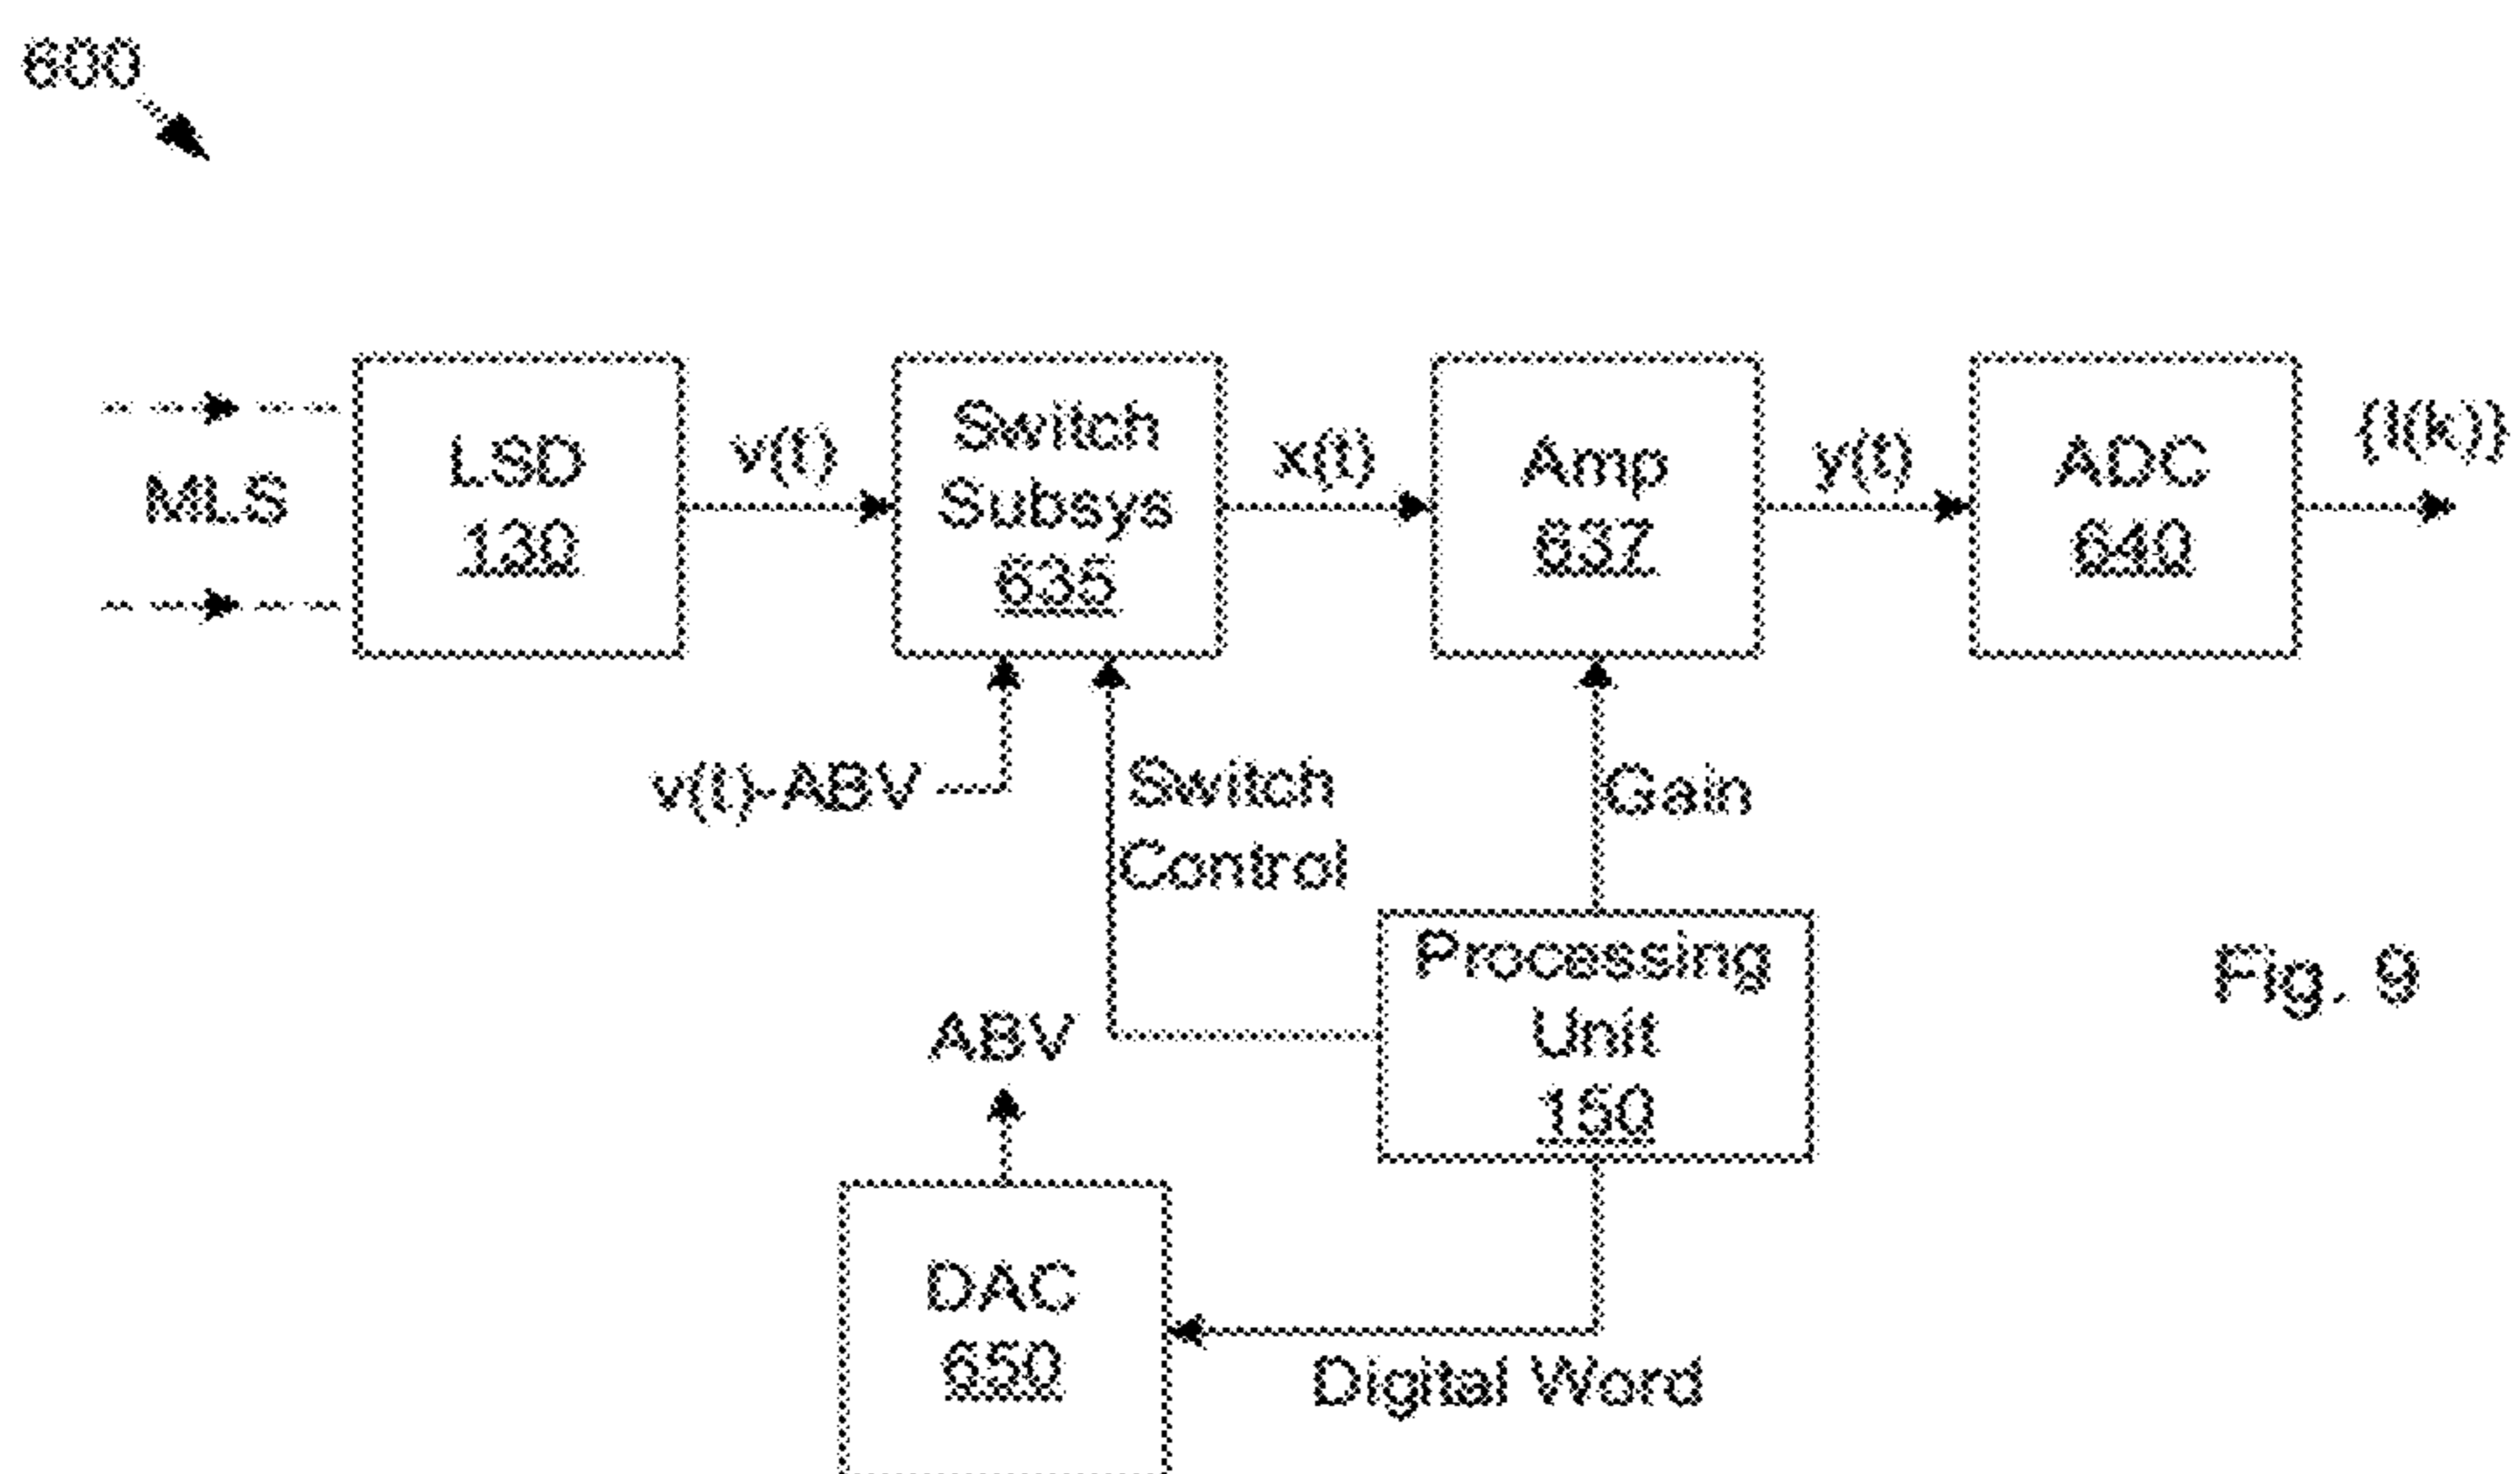 600
MLS
LSD
130
v(t)
Switch
Subsys
635
x(t)
Amp
637
y(t)
ADC
640
{I(k)}
v(t)-ABV
Switch
Control
Gain
Processing
Unit
150
Fig. 9
ABV
DAC
650
Digital Word